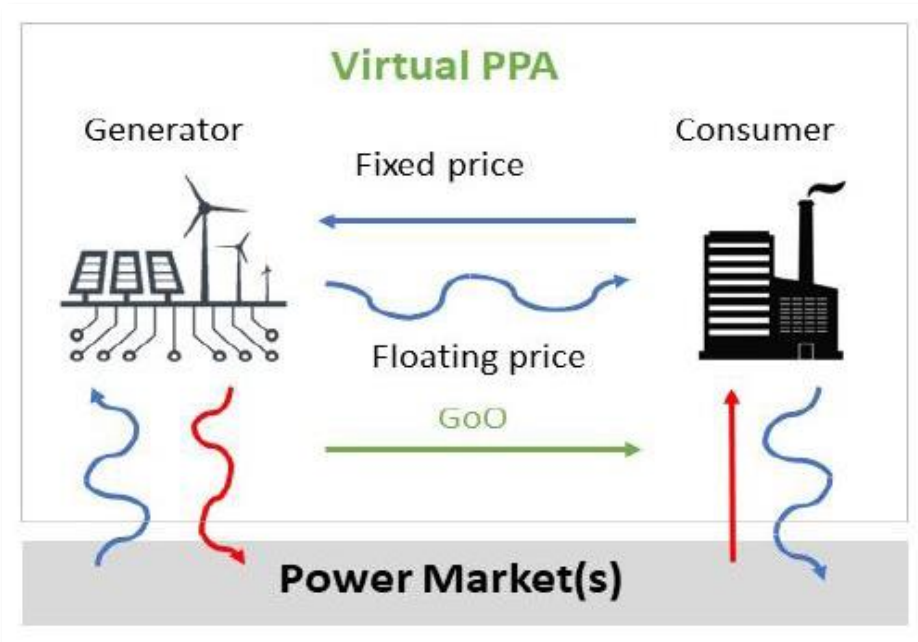 Virtual PPA
Generator
Consumer
Fixed price
Floating price
GoO
Power Market(s)